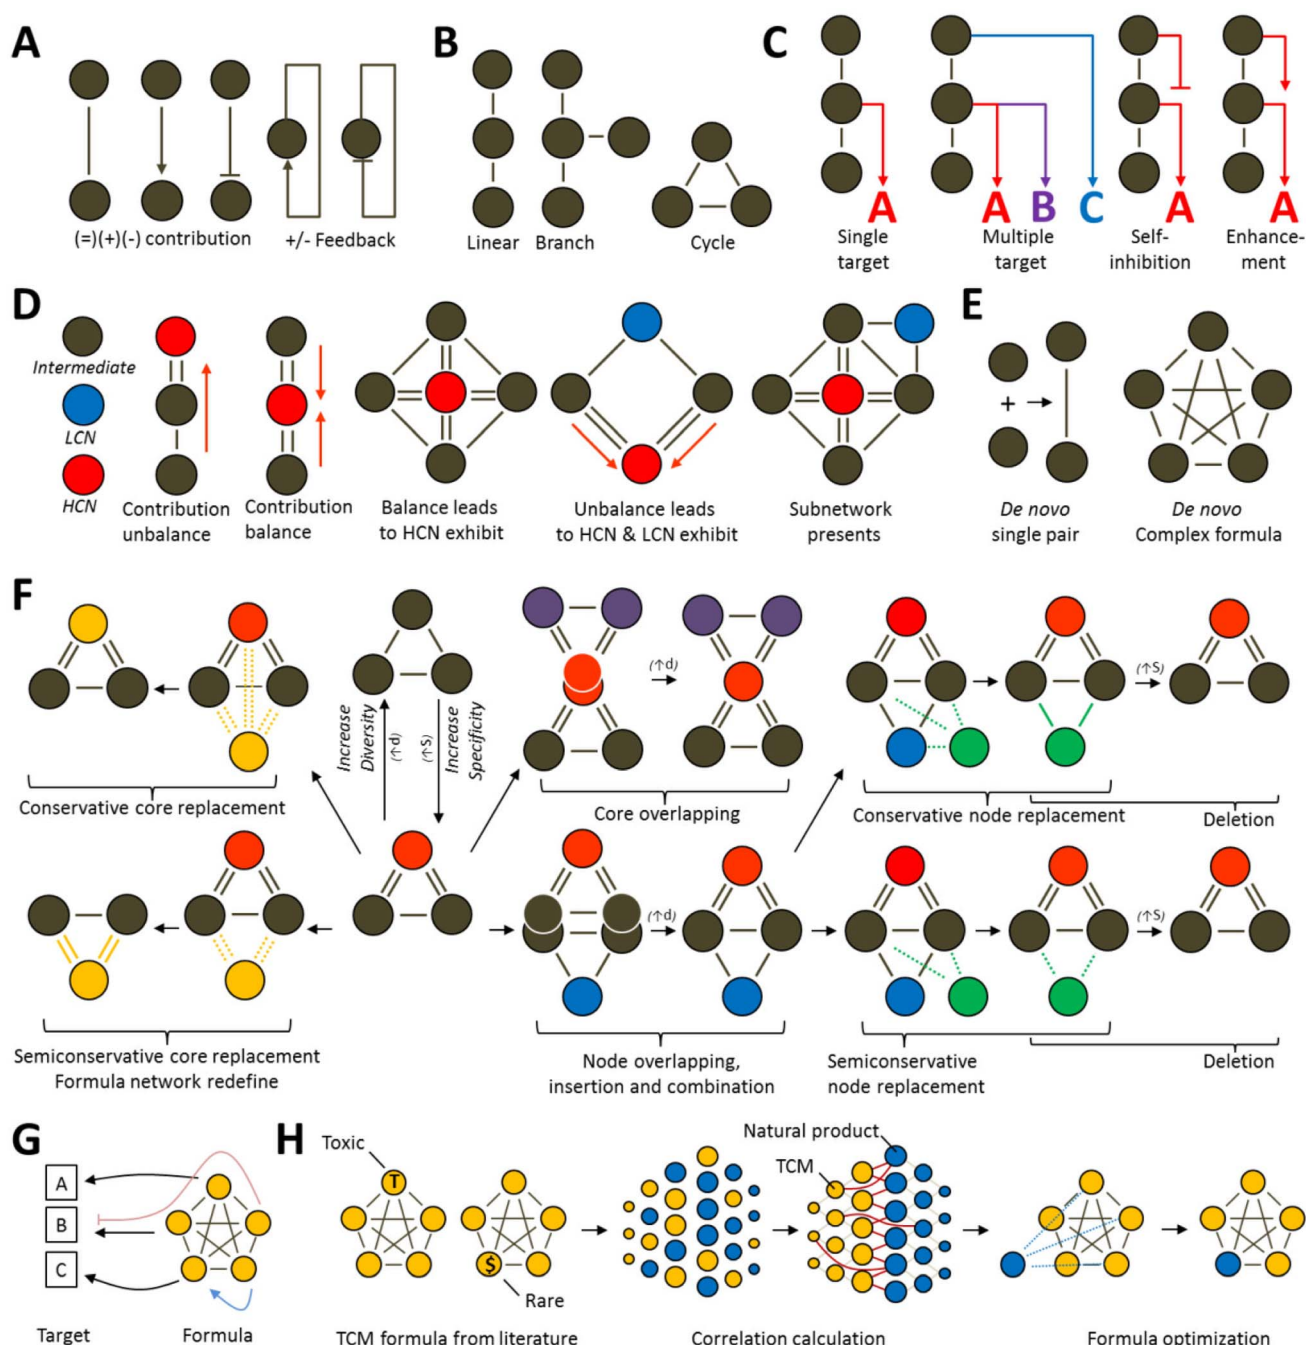 A
(=)(+)(-) contribution
+/- Feedback
B
Linear
Branch
Cycle
C
A
Single
target
A B C
Multiple
target
A
Self-
inhibition
A
Enhance-
ment
D
Intermediate
LCN
HCN
Contribution
unbalance
Contribution
balance
Balance leads
to HCN exhibit
Unbalance leads
to HCN & LCN exhibit
Subnetwork
presents
E
+
De novo
single pair
De novo
Complex formula
F
Conservative core replacement
Increase
Diversity
(↑d)
(↑S)
Increase
Specificity
(↑d)
Core overlapping
(↑S)
Conservative node replacement
Deletion
Semiconservative core replacement
Formula network redefine
(↑d)
Node overlapping,
insertion and combination
(↑S)
Semiconservative
node replacement
Deletion
G
A
B
C
Target
Formula
H
Toxic
T
$
Rare
TCM formula from literature
Natural product
TCM
Correlation calculation
Formula optimization